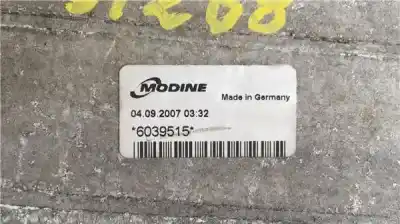 MODINE
Made in Germany
04.09.2007 03:32
*6039515*